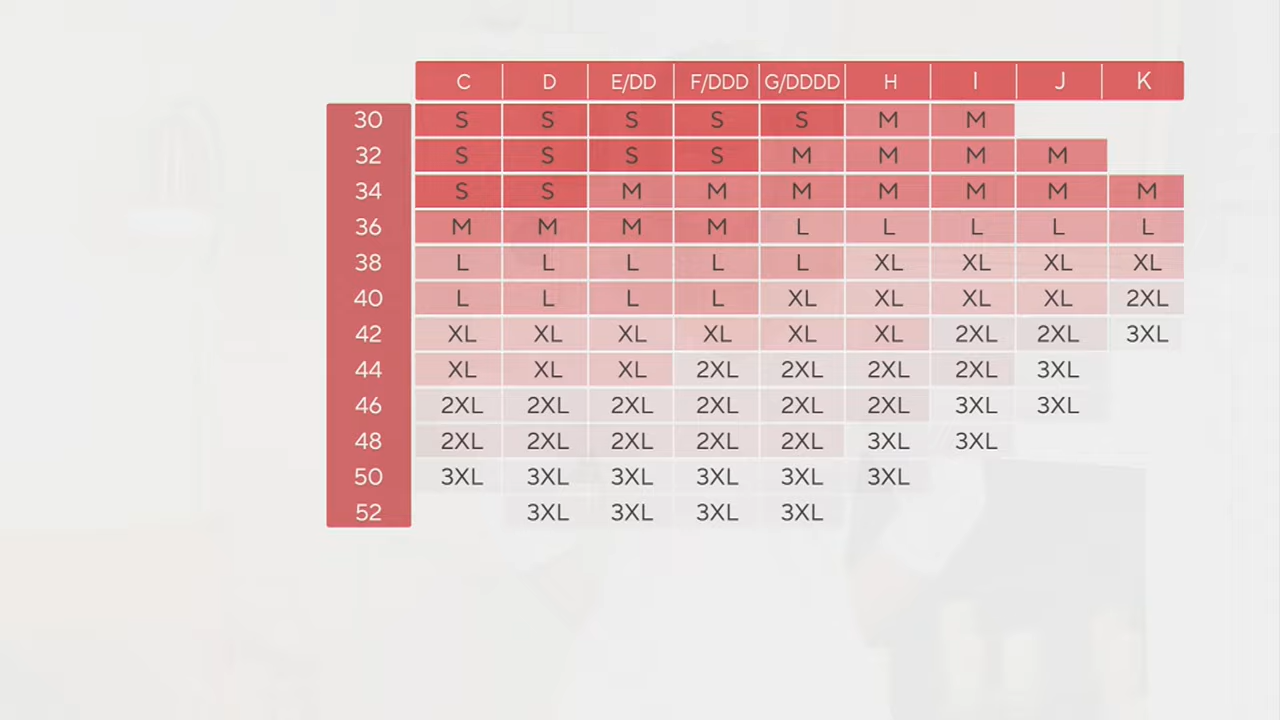 C D E/DD F/DDD G/DDDD H I J K
30 S S S S S M M
32 S S S S M M M M
34 S S M M M M M M M
36 M M M M L L L L L
38 L L L L L XL XL XL XL
40 L L L L XL XL XL XL 2XL
42 XL XL XL XL XL XL 2XL 2XL 3XL
44 XL XL XL 2XL 2XL 2XL 2XL 3XL
46 2XL 2XL 2XL 2XL 2XL 2XL 3XL 3XL
48 2XL 2XL 2XL 2XL 2XL 3XL 3XL
50 3XL 3XL 3XL 3XL 3XL 3XL
52 3XL 3XL 3XL 3XL